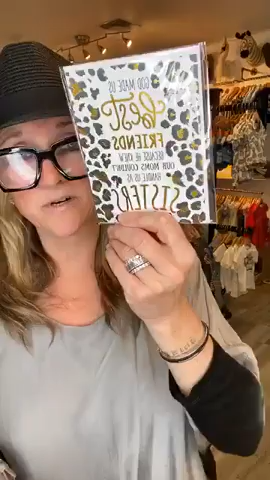 GOD MADE US
Best
FRIENDS
BECAUSE HE KNEW
OUR MOMS COULDN'T
HANDLE US AS
SISTERS